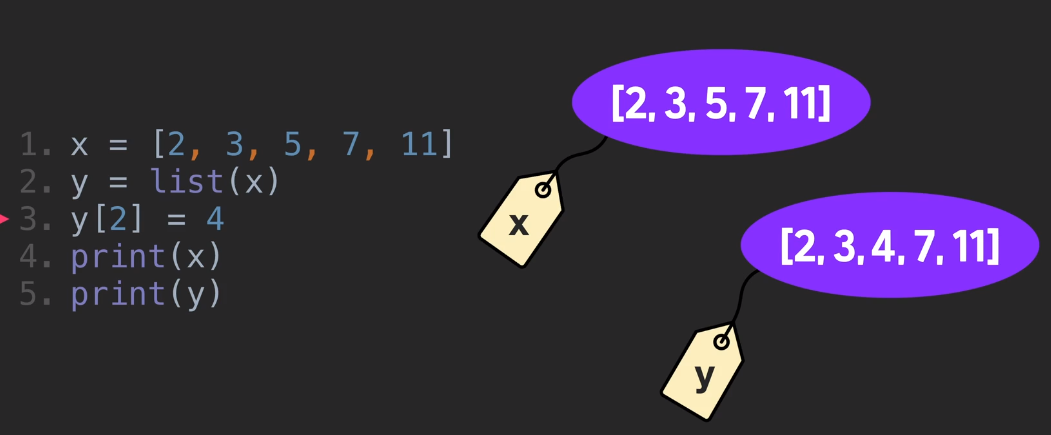 1. x = [2, 3, 5, 7, 11]
2. y = list(x)
3. y[2] = 4
4. print(x)
5. print(y)
[2, 3, 5, 7, 11]
x
[2, 3, 4, 7, 11]
y